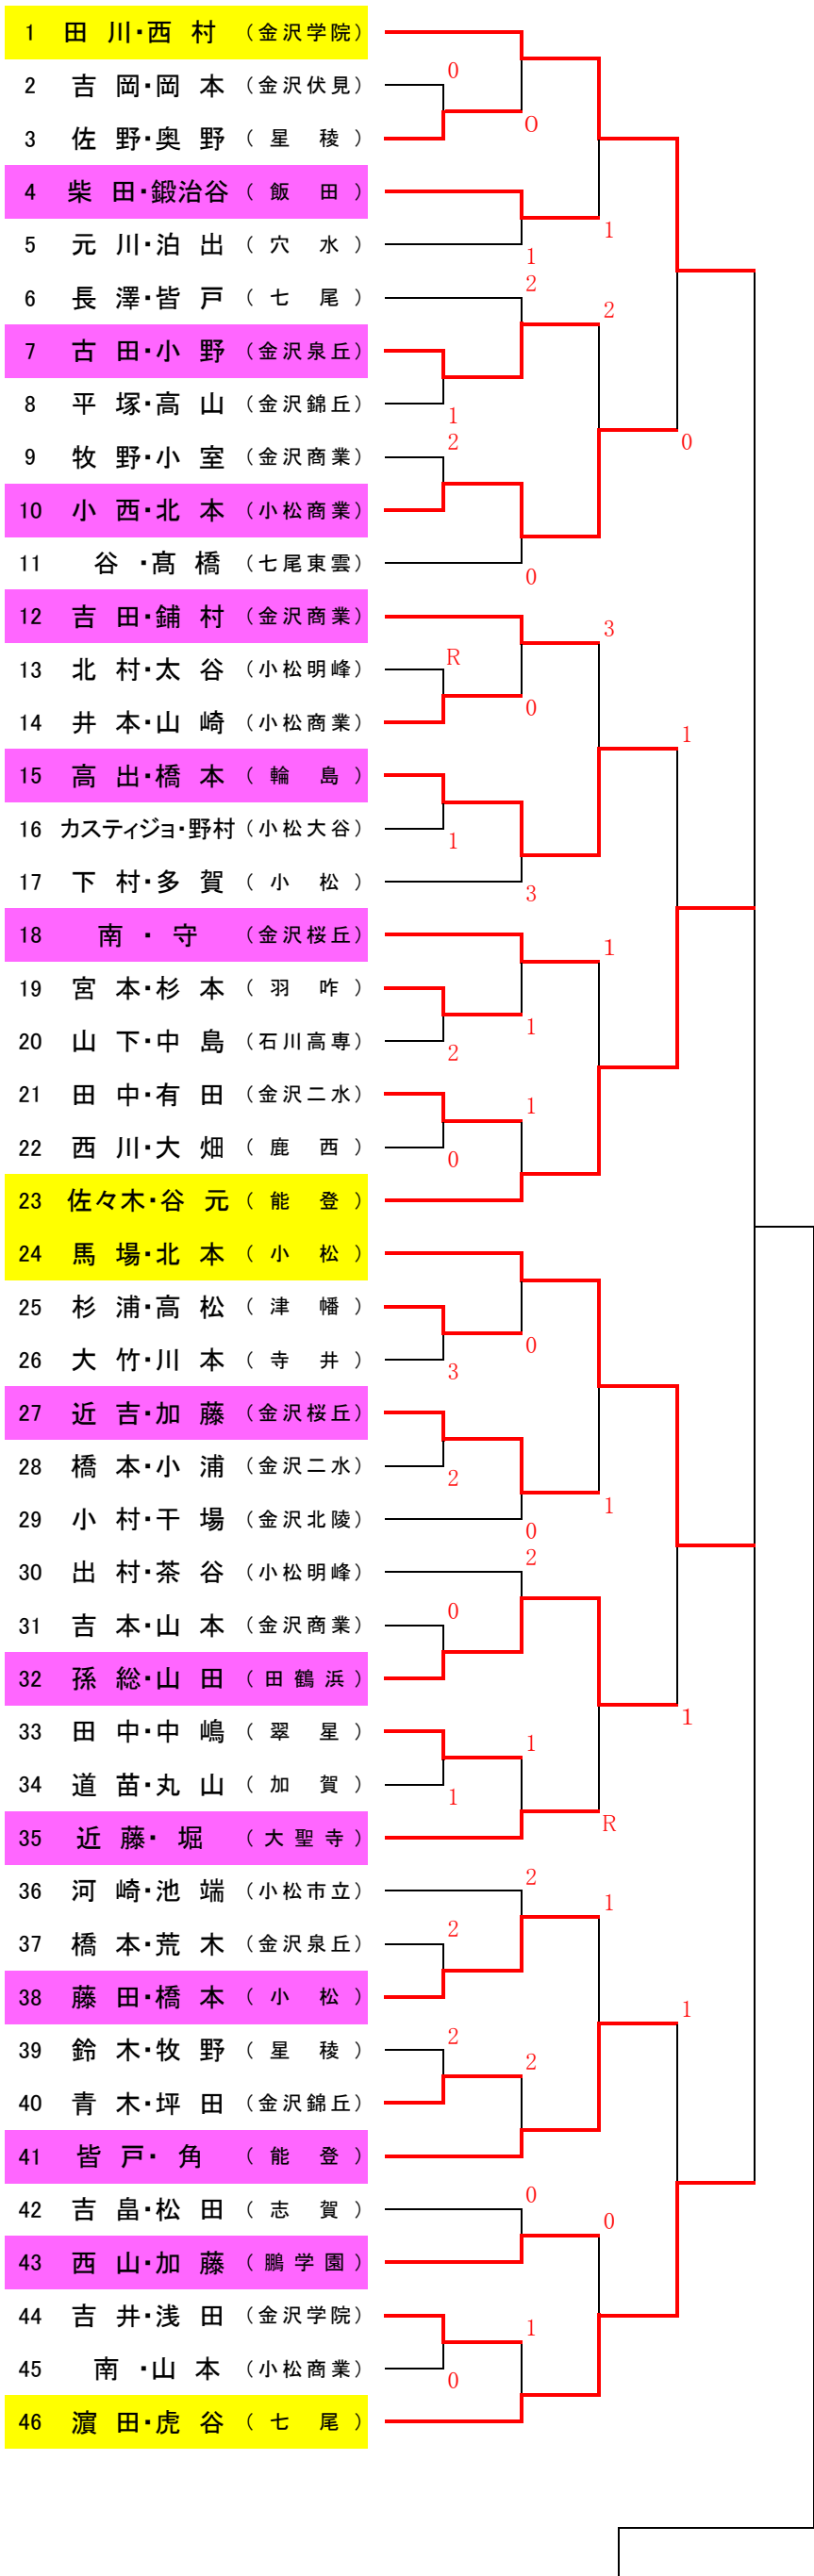 1 田川・西村 （金沢学院）
0
2 吉岡・岡本 （金沢伏見）
0
3 佐野・奥野 （星稜）
4 柴田・鍛治谷 （飯田）
1
5 元川・泊出 （穴水）
1
2
6 長澤・皆戸 （七尾）
2
7 古田・小野 （金沢泉丘）
8 平塚・高山 （金沢錦丘）
1
2
0
9 牧野・小室 （金沢商業）
10 小西・北本 （小松商業）
11 谷・髙橋 （七尾東雲）
0
12 吉田・鋪村 （金沢商業）
3
R
13 北村・太谷 （小松明峰）
0
14 井本・山崎 （小松商業）
1
15 高出・橋本 （輪島）
16 カスティジョ・野村 （小松大谷）
1
17 下村・多賀 （小松）
3
18 南・守 （金沢桜丘）
1
19 宮本・杉本 （羽咋）
1
20 山下・中島 （石川高専）
2
21 田中・有田 （金沢二水）
1
22 西川・大畑 （鹿西）
0
23 佐々木・谷元 （能登）
24 馬場・北本 （小松）
25 杉浦・高松 （津幡）
0
26 大竹・川本 （寺井）
3
27 近吉・加藤 （金沢桜丘）
28 橋本・小浦 （金沢二水）
2
1
29 小村・干場 （金沢北陵）
0
2
30 出村・茶谷 （小松明峰）
0
31 吉本・山本 （金沢商業）
32 孫総・山田 （田鶴浜）
1
33 田中・中嶋 （翠星）
1
34 道苗・丸山 （加賀）
1
R
35 近藤・堀 （大聖寺）
2
36 河崎・池端 （小松市立）
1
2
37 橋本・荒木 （金沢泉丘）
38 藤田・橋本 （小松）
1
2
39 鈴木・牧野 （星稜）
2
40 青木・坪田 （金沢錦丘）
41 皆戸・角 （能登）
0
42 吉畠・松田 （志賀）
0
43 西山・加藤 （鵬学園）
44 吉井・浅田 （金沢学院）
1
45 南・山本 （小松商業）
0
46 濵田・虎谷 （七尾）